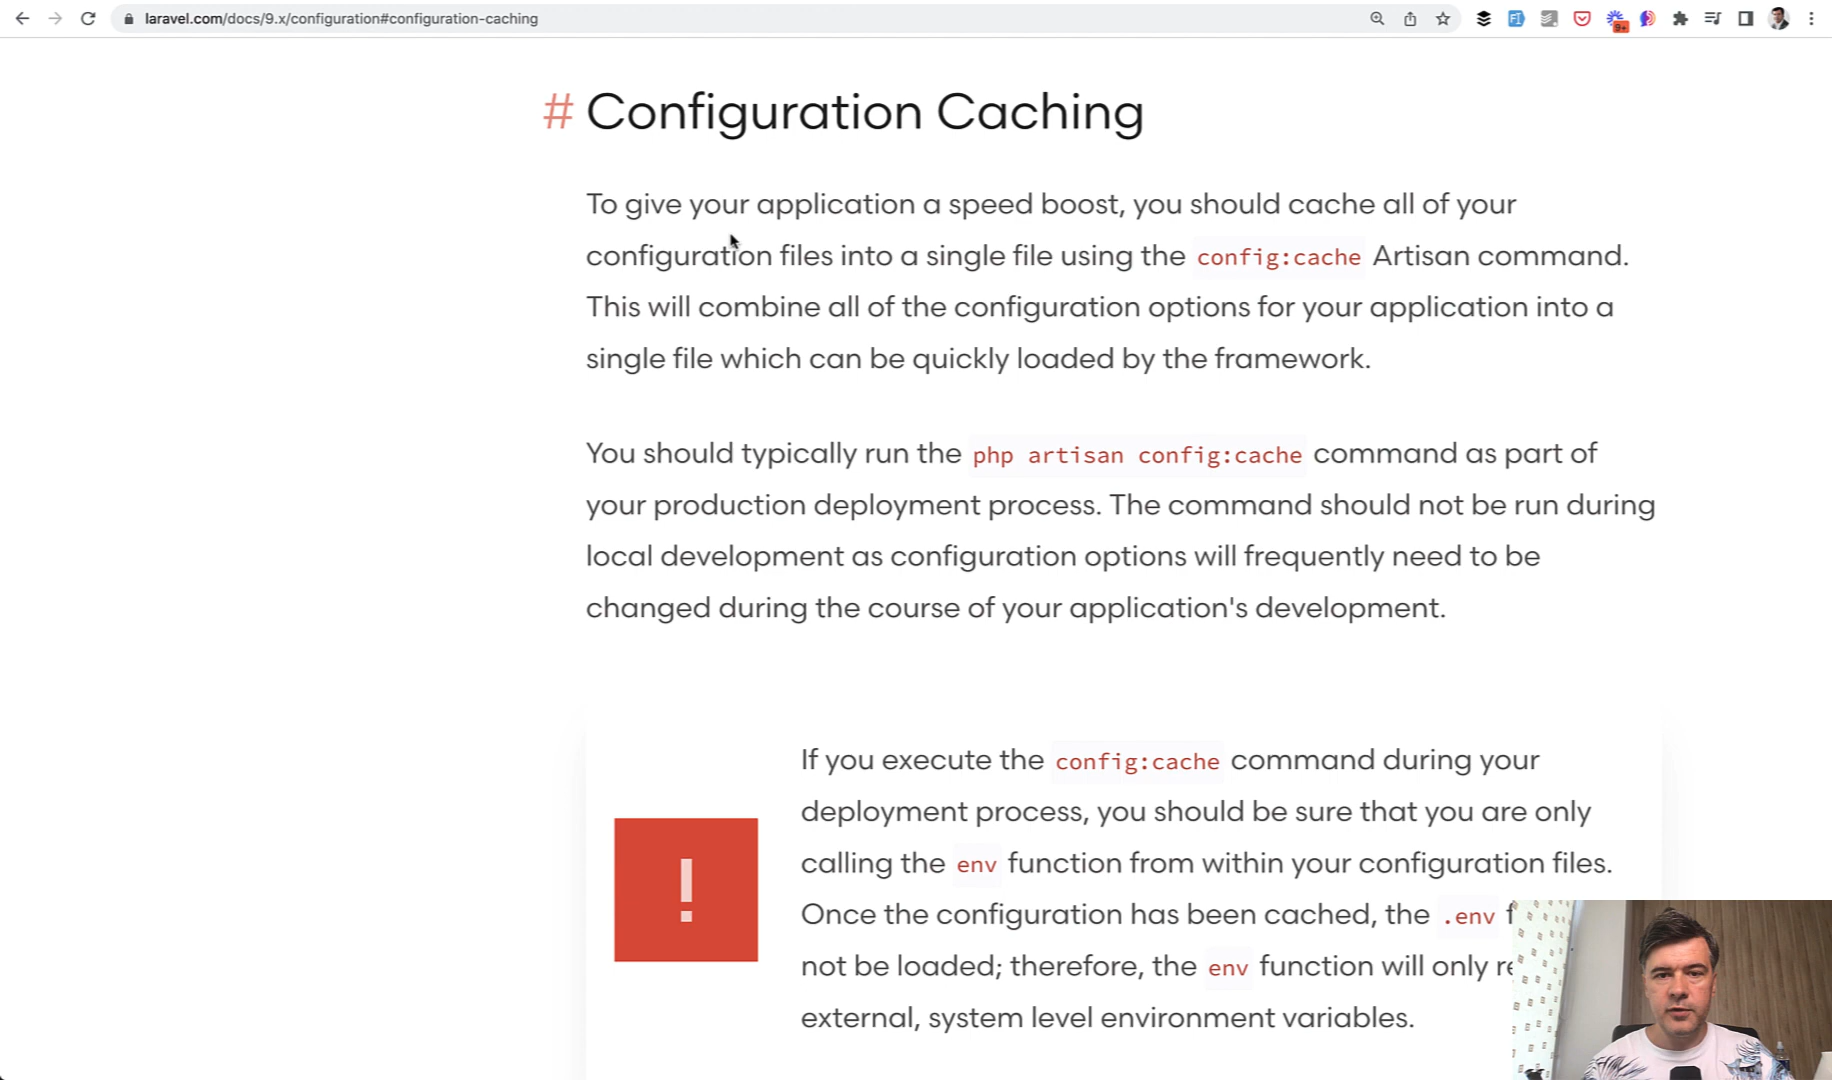 laravel.com/docs/9.x/configuration#configuration-caching
9+
# Configuration Caching
To give your application a speed boost, you should cache all of your
configuration files into a single file using the config:cache Artisan command.
This will combine all of the configuration options for your application into a
single file which can be quickly loaded by the framework.
You should typically run the php artisan config:cache command as part of
your production deployment process. The command should not be run during
local development as configuration options will frequently need to be
changed during the course of your application's development.
!
If you execute the config:cache command during your
deployment process, you should be sure that you are only
calling the env function from within your configuration files.
Once the configuration has been cached, the .env
not be loaded; therefore, the env function will only
external, system level environment variables.